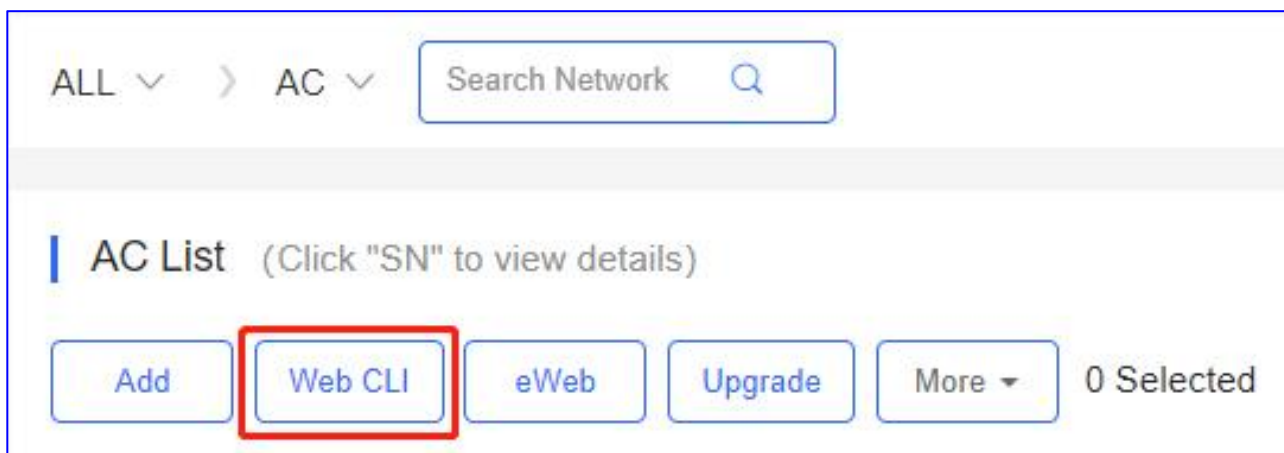 ALL AC Search Network
AC List (Click "SN" to view details)
Add Web CLI eWeb Upgrade More 0 Selected